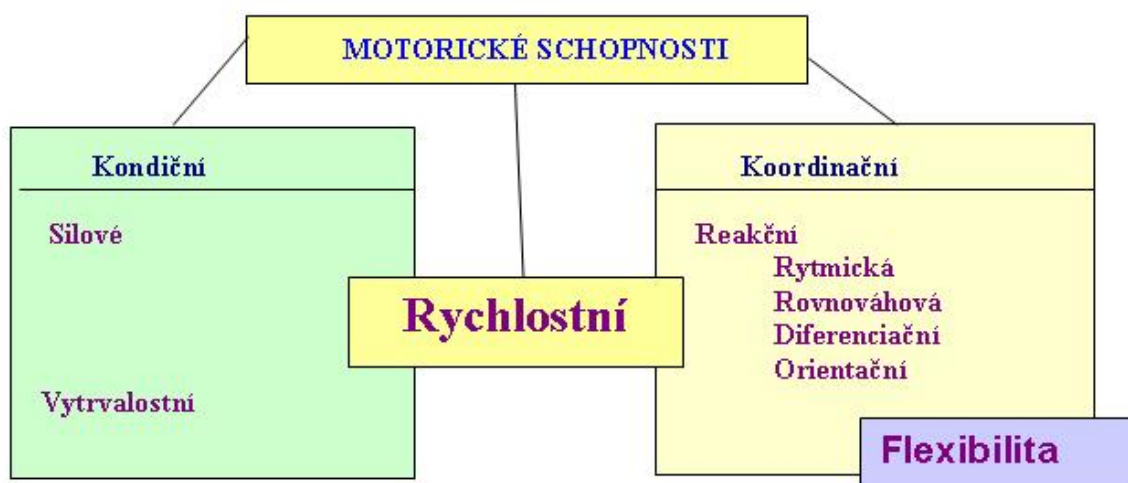 MOTORICKÉ SCHOPNOSTI
Kondiční
Silové
Vytrvalostní
Rychlostní
Koordinační
Reakční
Rytmická
Rovnováhová
Diferenciační
Orientační
Flexibilita